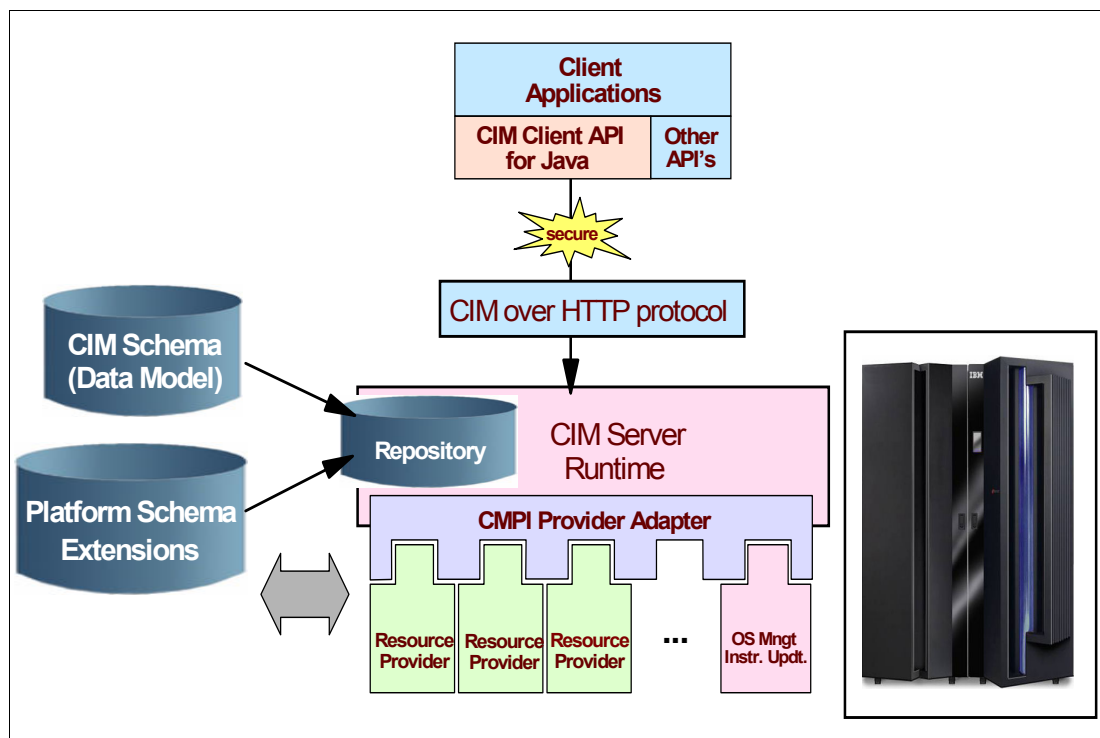 Client
Applications
CIM Client API
for Java
Other
API's
secure
CIM over HTTP protocol
CIM Schema
(Data Model)
IBM
Repository
CIM Server
Runtime
Platform Schema
Extensions
CMPI Provider Adapter
Resource
Provider
Resource
Provider
Resource
Provider
...
OS Mngt
Instr. Updt.